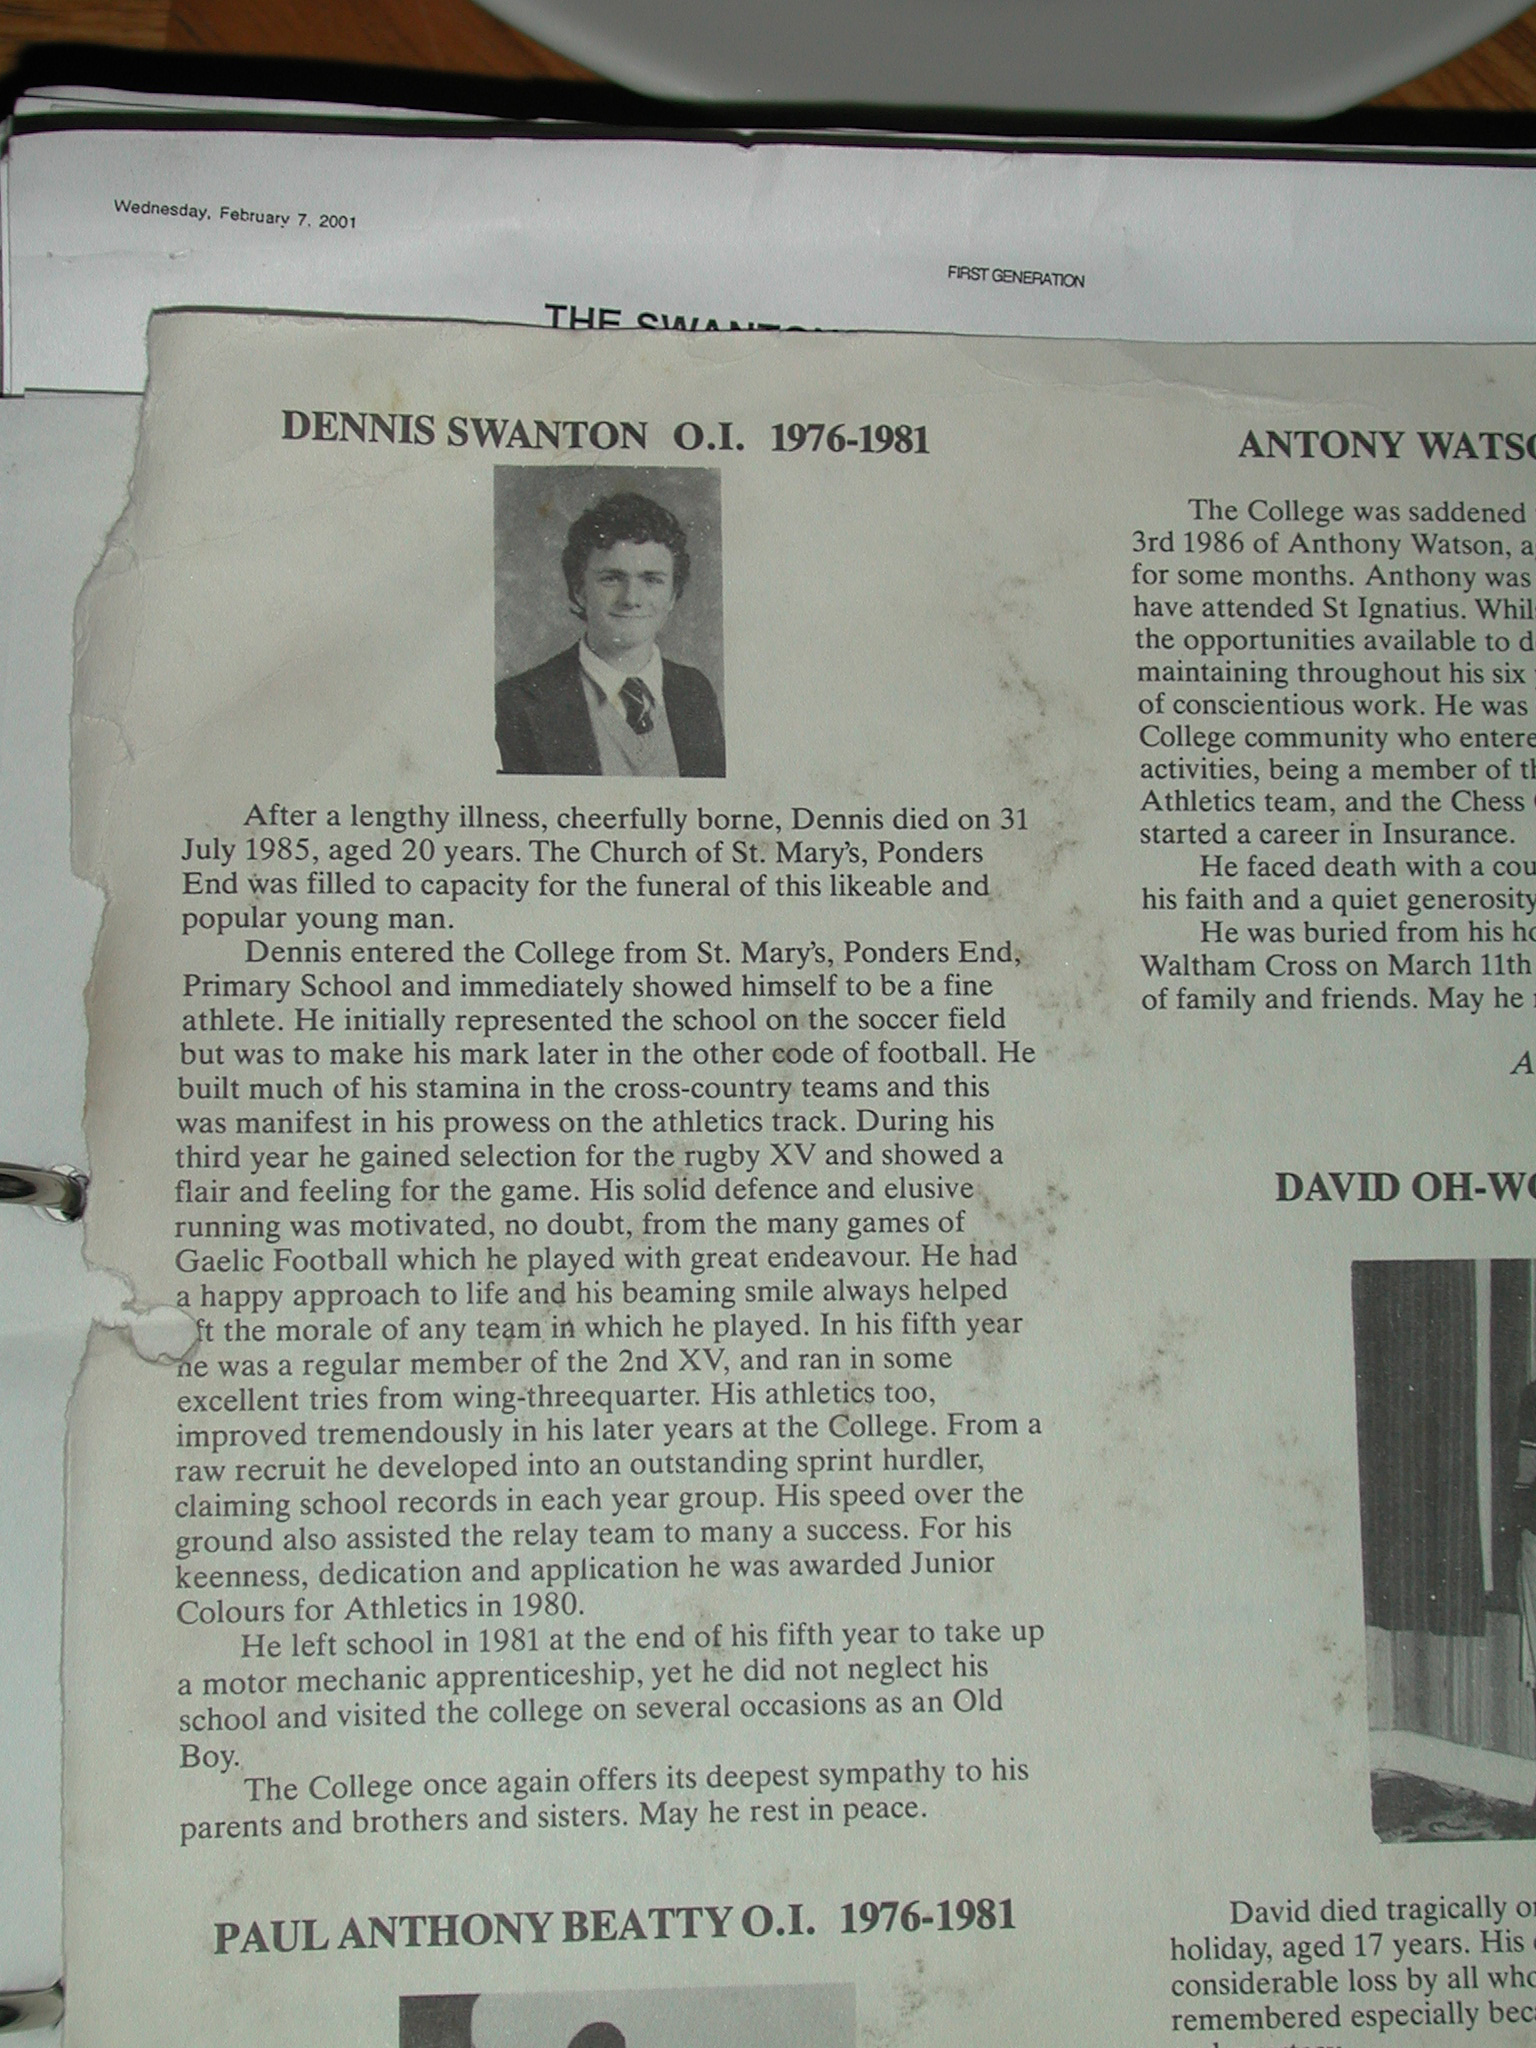 Wednesday, February 7, 2001
FIRST GENERATION
THE
DENNIS SWANTON O.I. 1976-1981
After a lengthy illness, cheerfully borne, Dennis died on 31
July 1985, aged 20 years. The Church of St. Mary's, Ponders
End was filled to capacity for the funeral of this likeable and
popular young man.
Dennis entered the College from St. Mary's, Ponders End,
Primary School and immediately showed himself to be a fine
athlete. He initially represented the school on the soccer field
but was to make his mark later in the other code of football. He
built much of his stamina in the cross-country teams and this
was manifest in his prowess on the athletics track. During his
third year he gained selection for the rugby XV and showed a
flair and feeling for the game. His solid defence and elusive
running was motivated, no doubt, from the many games of
Gaelic Football which he played with great endeavour. He had
a happy approach to life and his beaming smile always helped
the morale of any team in which he played. In his fifth year
he was a regular member of the 2nd XV, and ran in some
excellent tries from wing-threequarter. His athletics too,
improved tremendously in his later years at the College. From a
raw recruit he developed into an outstanding sprint hurdler,
claiming school records in each year group. His speed over the
ground also assisted the relay team to many a success. For his
keenness, dedication and application he was awarded Junior
Colours for Athletics in 1980.
He left school in 1981 at the end of his fifth year to take up
a motor mechanic apprenticeship, yet he did not neglect his
school and visited the college on several occasions as an Old
Boy.
The College once again offers its deepest sympathy to his
parents and brothers and sisters. May he rest in peace.
PAUL ANTHONY BEATTY O.I. 1976-1981
ANTONY
The College was saddened
3rd 1986 of Anthony Watson,
for some months. Anthony was
have attended St Ignatius.
the opportunities available to
maintaining throughout his six
of conscientious work. He was
College community who
activities, being a member of
Athletics team, and the Chess
started a career in Insurance.
He faced death with a
his faith and a quiet generosity
He was buried from his
Waltham Cross on March 11th
of family and friends. May he
DAVID
David died tragically
holiday, aged 17 years. His
considerable loss by all
remembered especially